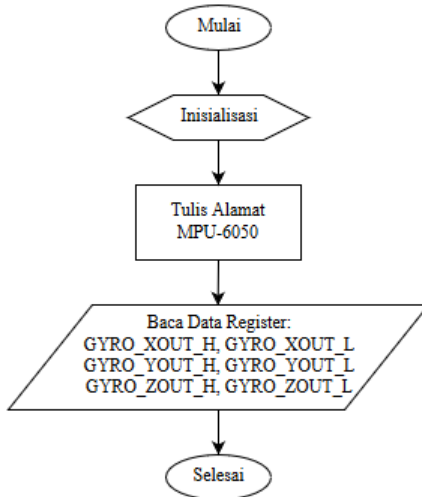 Mulai
Inisialisasi
Tulis Alamat
MPU-6050
Baca Data Register:
GYRO_XOUT_H, GYRO_XOUT_L
GYRO_YOUT_H, GYRO_YOUT_L
GYRO_ZOUT_H, GYRO_ZOUT_L
Selesai